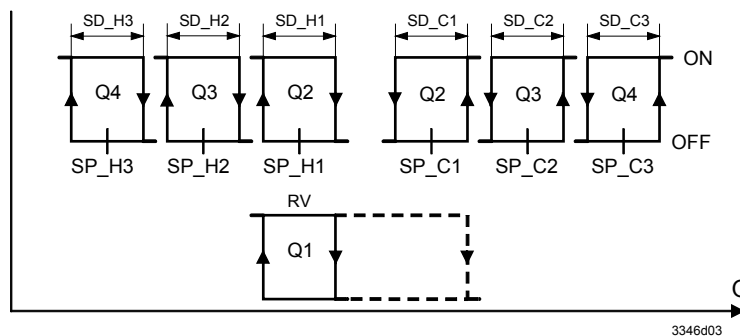 SD_H3 SD_H2 SD_H1 SD_C1 SD_C2 SD_C3
ON
Q4 Q3 Q2 Q2 Q3 Q4
OFF
SP_H3 SP_H2 SP_H1 SP_C1 SP_C2 SP_C3
RV
Q1
3346d03